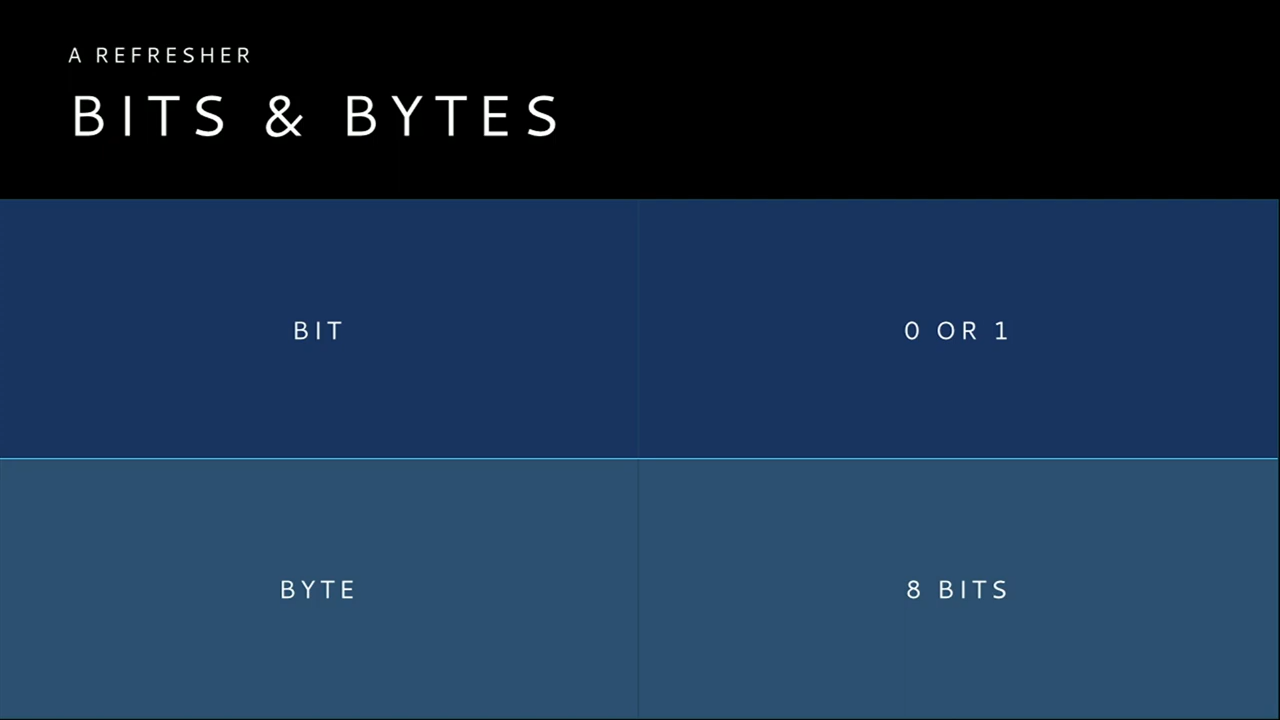 A REFRESHER
BITS & BYTES
BIT
0 OR 1
BYTE
8 BITS